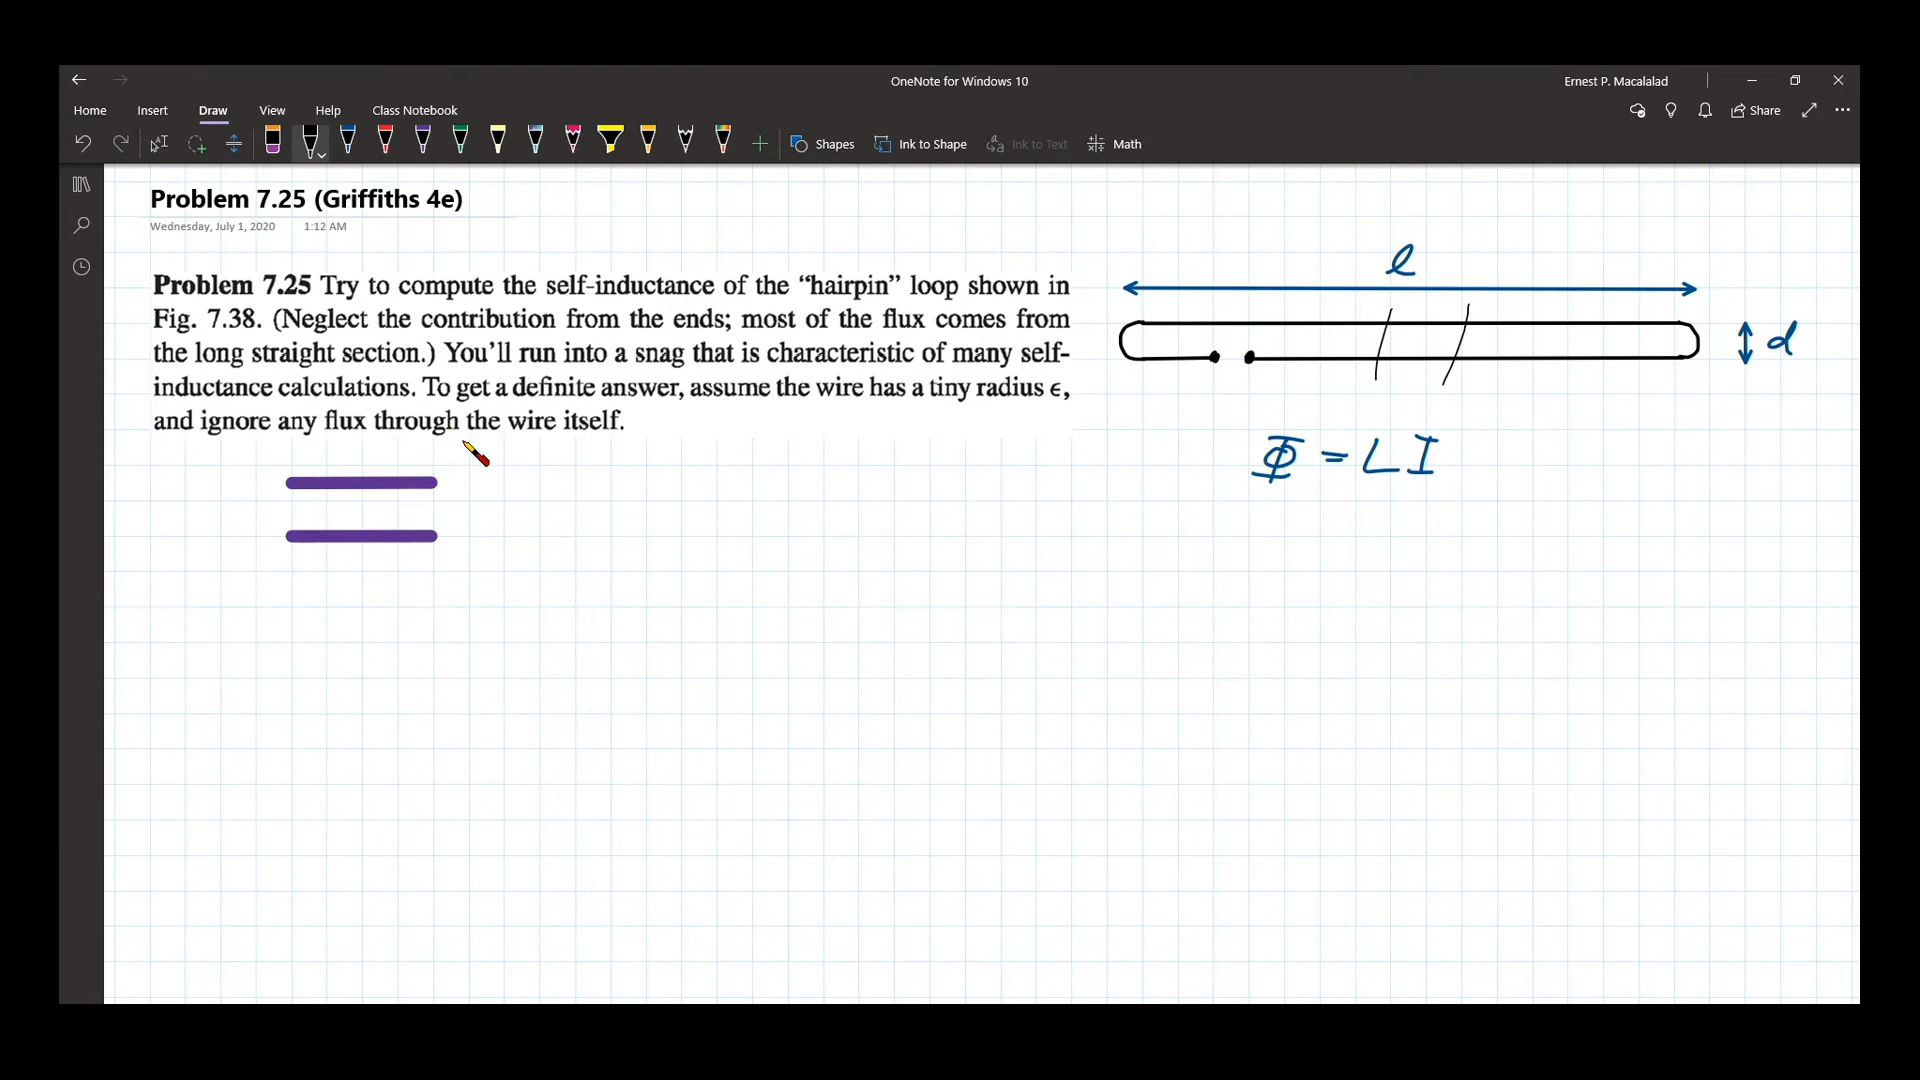 OneNote for Windows 10
Ernest P. Macalalad
Home Insert Draw View Help Class Notebook
Share
Shapes Ink to Shape Ink to Text Math
Problem 7.25 (Griffiths 4e)
Wednesday, July 1, 2020 1:12 AM
Problem 7.25 Try to compute the self-inductance of the “hairpin” loop shown in
Fig. 7.38. (Neglect the contribution from the ends; most of the flux comes from
the long straight section.) You’ll run into a snag that is characteristic of many self-
inductance calculations. To get a definite answer, assume the wire has a tiny radius ϵ,
and ignore any flux through the wire itself.
ℓ
d
Φ = LI